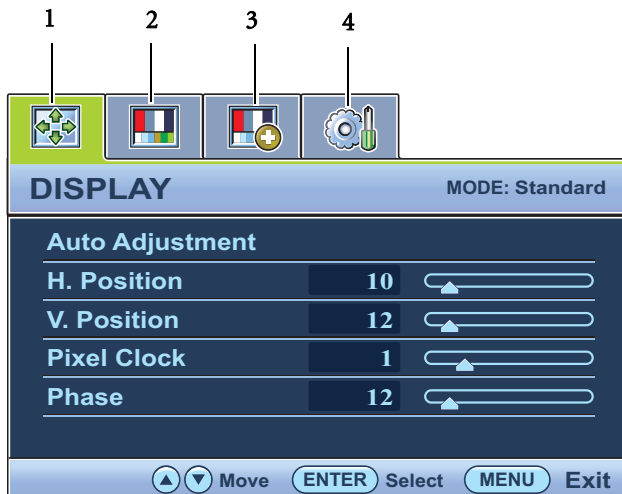 1 2 3 4
DISPLAY MODE: Standard
Auto Adjustment
H. Position 10
V. Position 12
Pixel Clock 1
Phase 12
Move ENTER Select MENU Exit